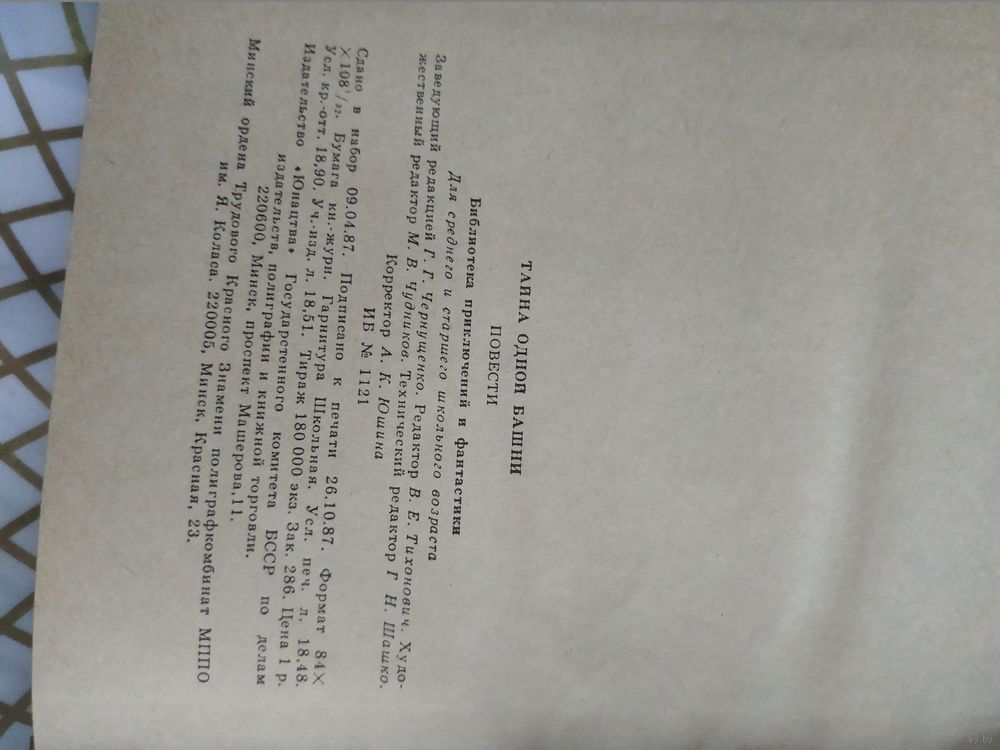 ТАЙНА ОДНОЙ БАШНИ
ПОВЕСТИ
Библиотека приключений и фантастики
Для среднего и старшего школьного возраста
Заведующий редакцией Г. Г. Чернущенко. Редактор В. Е. Тихонович. Худо-
жественный редактор М. В. Чудников. Технический редактор Г Н. Шашко.
Корректор А. К. Юшина
ИБ № 1121
Сдано в набор 09.04.87. Подписано к печати 26.10.87. Формат 84×
×108¹/₃₂. Бумага кн.-журн. Гарнитура Школьная. Усл. печ. л. 18,48.
Усл. кр.-отт. 18,90. Уч.-изд. л. 18,51. Тираж 180 000 экз. Зак. 286. Цена 1 р.
Издательство «Юнацтва» Государстенного комитета БССР по делам
издательств, полиграфии и книжной торговли.
220600, Минск, проспект Машерова, 11.
Минский ордена Трудового Красного Знамени полиграфкомбинат МППО
им. Я. Коласа. 220005, Минск, Красная, 23.